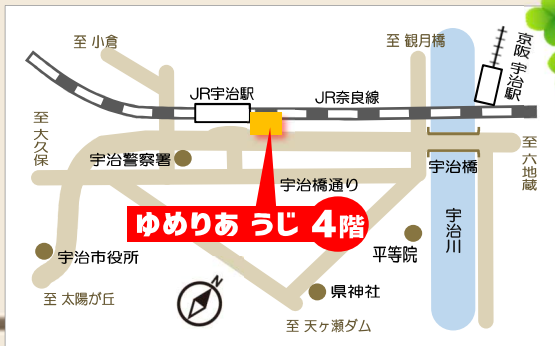 至 小倉
至 観月橋
京阪 宇治駅
JR宇治駅
JR奈良線
至 大久保
宇治警察署
宇治橋
至 六地蔵
宇治橋通り
ゆめりあ うじ 4階
宇治川
平等院
宇治市役所
N
県神社
至 太陽が丘
至 天ヶ瀬ダム